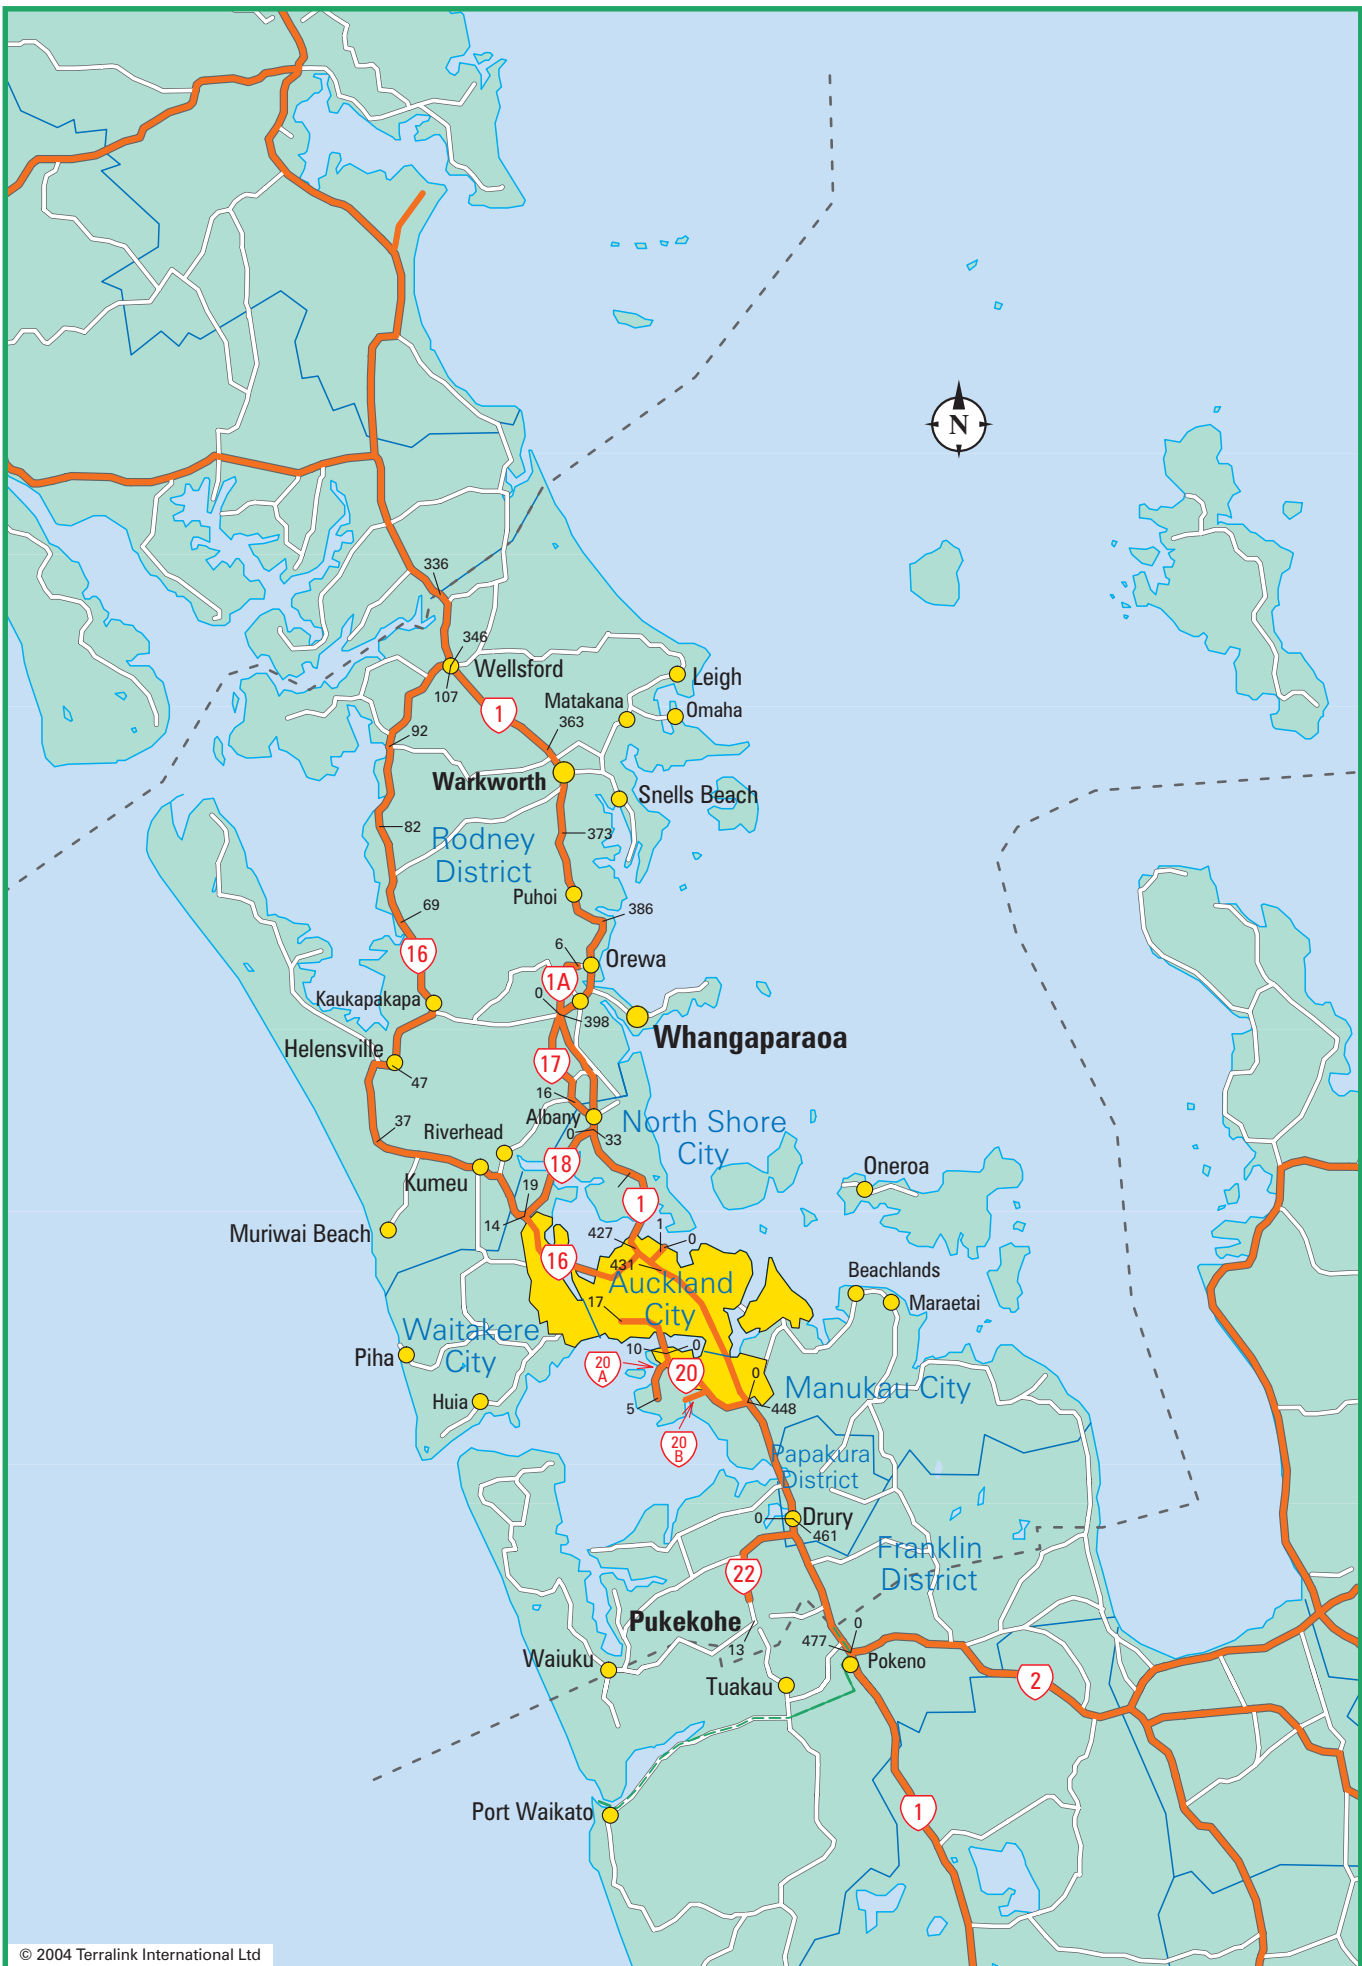 N
336
346
Wellsford
107
Leigh
Matakana
Omaha
1
363
92
Warkworth
Snells Beach
82
373
Rodney
District
Puhoi
69
386
16
6
Orewa
1A
0
Kaukapakapa
398
Whangaparaoa
Helensville
17
47
16
Albany
North Shore
City
37
Riverhead
0
33
18
Oneroa
Kumeu
19
1
14
Muriwai Beach
427
1
0
16
431
Auckland
City
Beachlands
Maraetai
17
Waitakere
City
Piha
10
0
20
A
20
0
Manukau City
Huia
5
448
20
B
Papakura
District
0
Drury
461
Franklin
District
22
Pukekohe
0
13
477
Waiuku
Pokeno
Tuakau
2
Port Waikato
1
© 2004 Terralink International Ltd